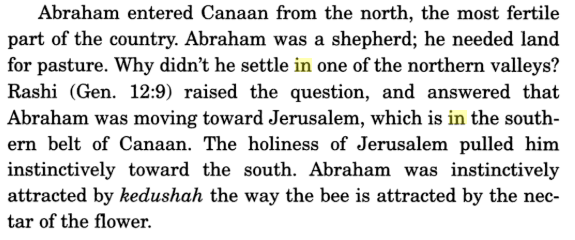 Abraham entered Canaan from the north, the most fertile
part of the country. Abraham was a shepherd; he needed land
for pasture. Why didn't he settle in one of the northern valleys?
Rashi (Gen. 12:9) raised the question, and answered that
Abraham was moving toward Jerusalem, which is in the south-
ern belt of Canaan. The holiness of Jerusalem pulled him
instinctively toward the south. Abraham was instinctively
attracted by kedushah the way the bee is attracted by the nec-
tar of the flower.